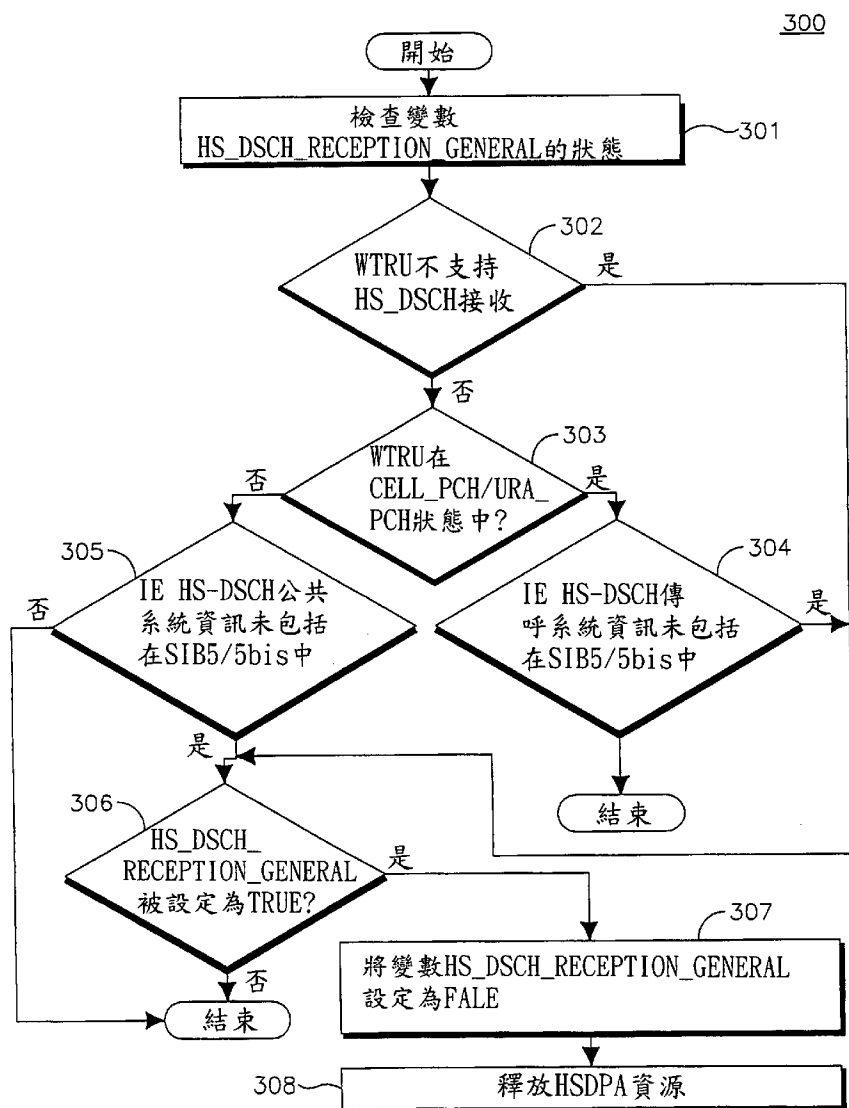 300
開始
檢查變數
HS_DSCH_RECEPTION_GENERAL的狀態
301
302
WTRU不支持
HS_DSCH接收
是
否
303
WTRU在
CELL_PCH/URA_
PCH狀態中?
否
是
305
IE HS-DSCH公共
系統資訊未包括
在SIB5/5bis中
否
是
304
IE HS-DSCH傳
呼系統資訊未包括
在SIB5/5bis中
是
結束
306
HS_DSCH_
RECEPTION_GENERAL
被設定為TRUE?
是
否
結束
307
將變數HS_DSCH_RECEPTION_GENERAL
設定為FALE
308
釋放HSDPA資源